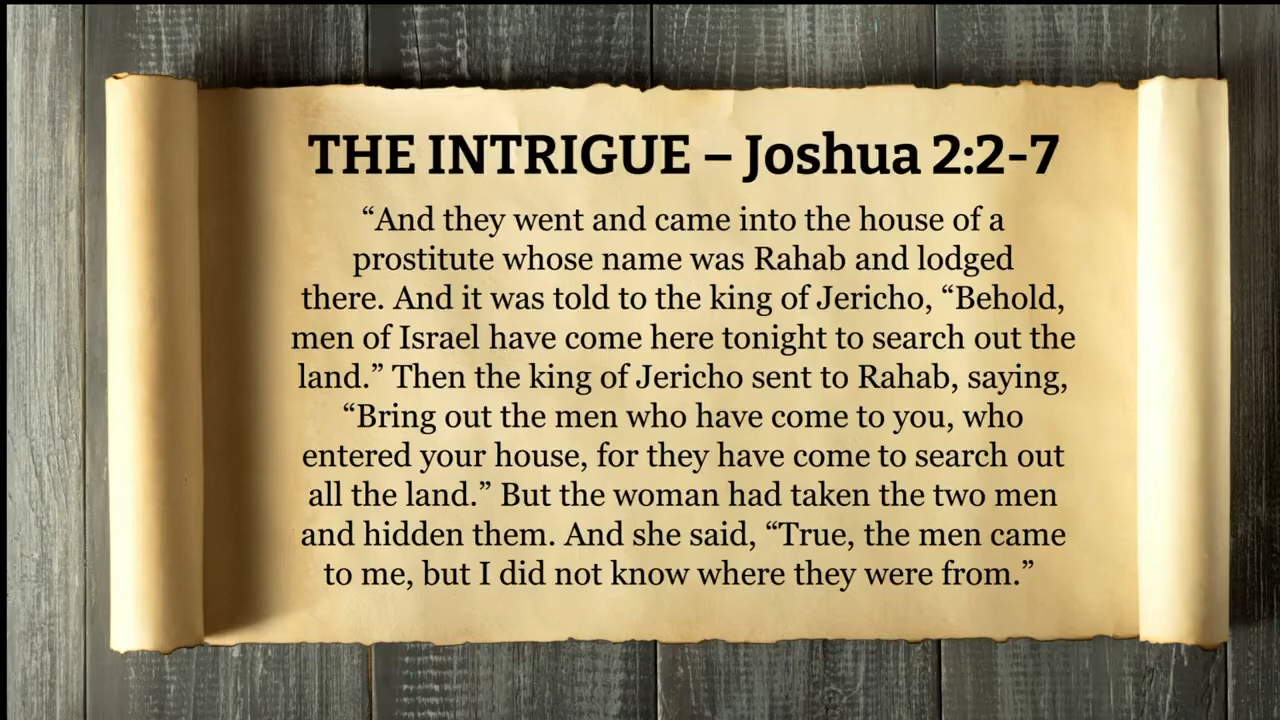 THE INTRIGUE – Joshua 2:2-7
“And they went and came into the house of a
prostitute whose name was Rahab and lodged
there. And it was told to the king of Jericho, “Behold,
men of Israel have come here tonight to search out the
land.” Then the king of Jericho sent to Rahab, saying,
“Bring out the men who have come to you, who
entered your house, for they have come to search out
all the land.” But the woman had taken the two men
and hidden them. And she said, “True, the men came
to me, but I did not know where they were from.”